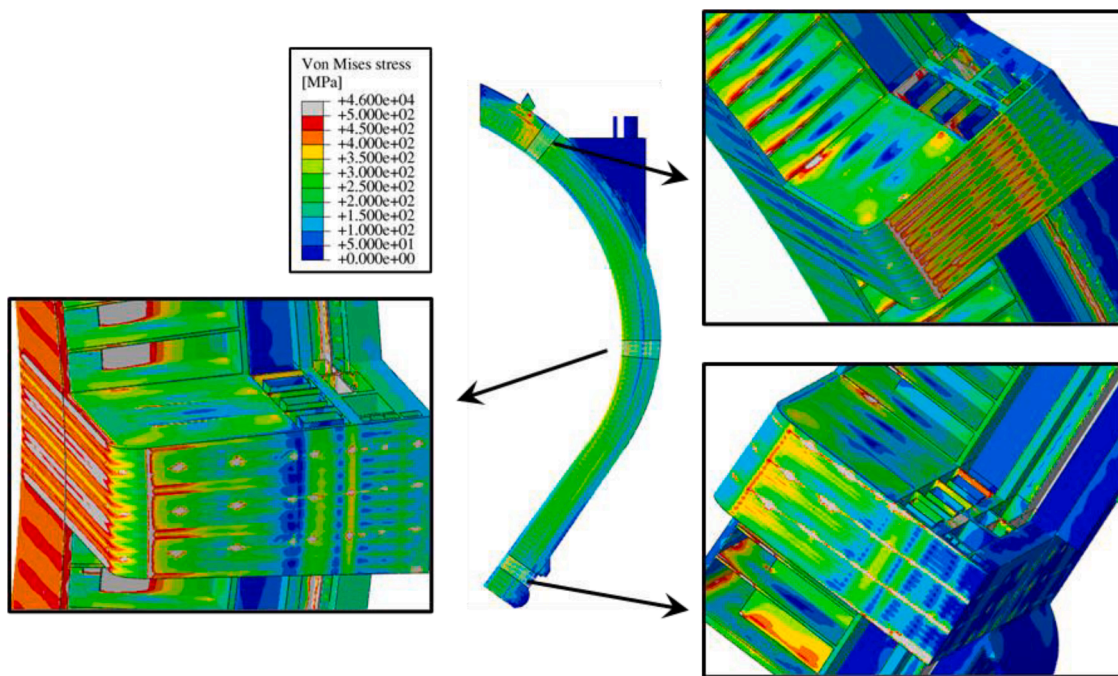 Von Mises stress
[MPa]
+4.600e+04
+5.000e+02
+4.500e+02
+4.000e+02
+3.500e+02
+3.000e+02
+2.500e+02
+2.000e+02
+1.500e+02
+1.000e+02
+5.000e+01
+0.000e+00